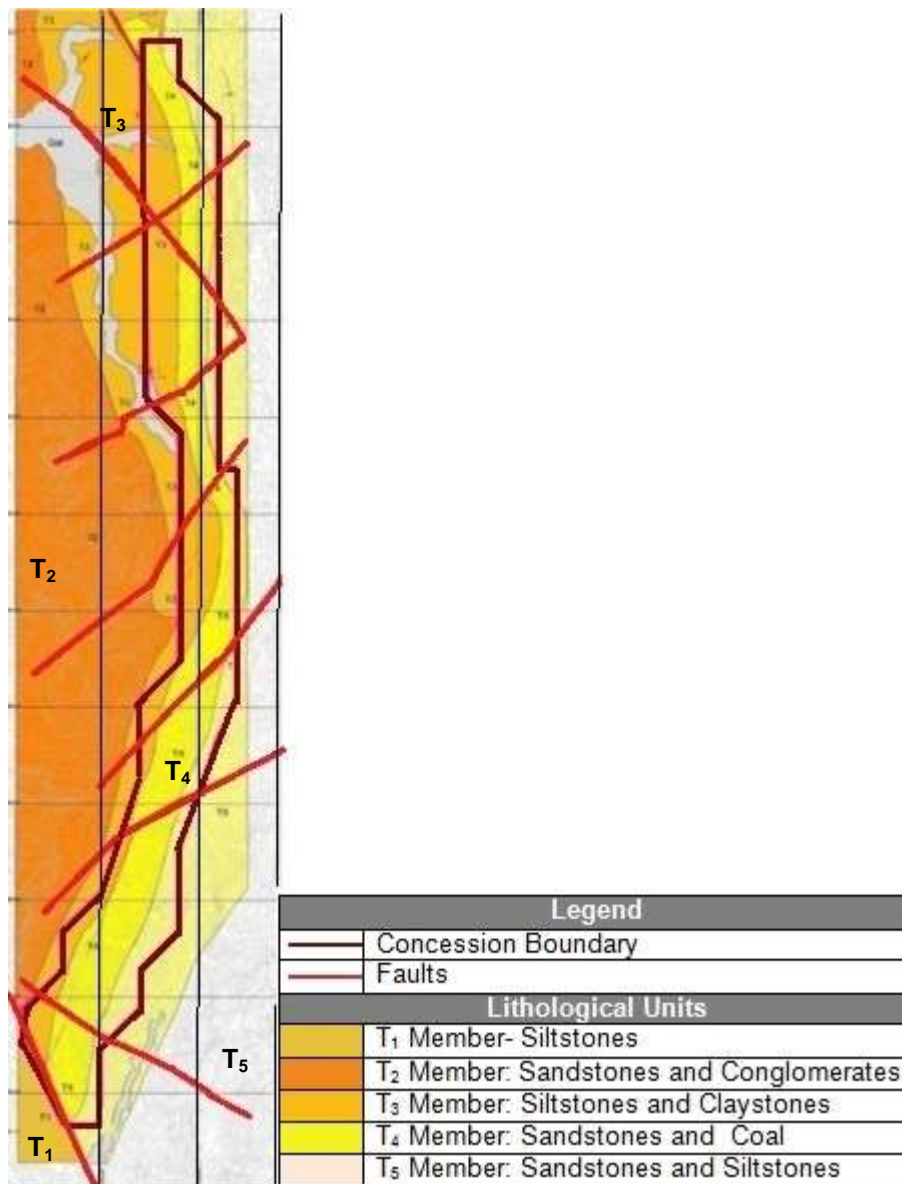 T₃
T₂
T₄
T₅
T₁
Legend
Concession Boundary
Faults
Lithological Units
T₁ Member- Siltstones
T₂ Member: Sandstones and Conglomerates
T₃ Member: Siltstones and Claystones
T₄ Member: Sandstones and Coal
T₅ Member: Sandstones and Siltstones